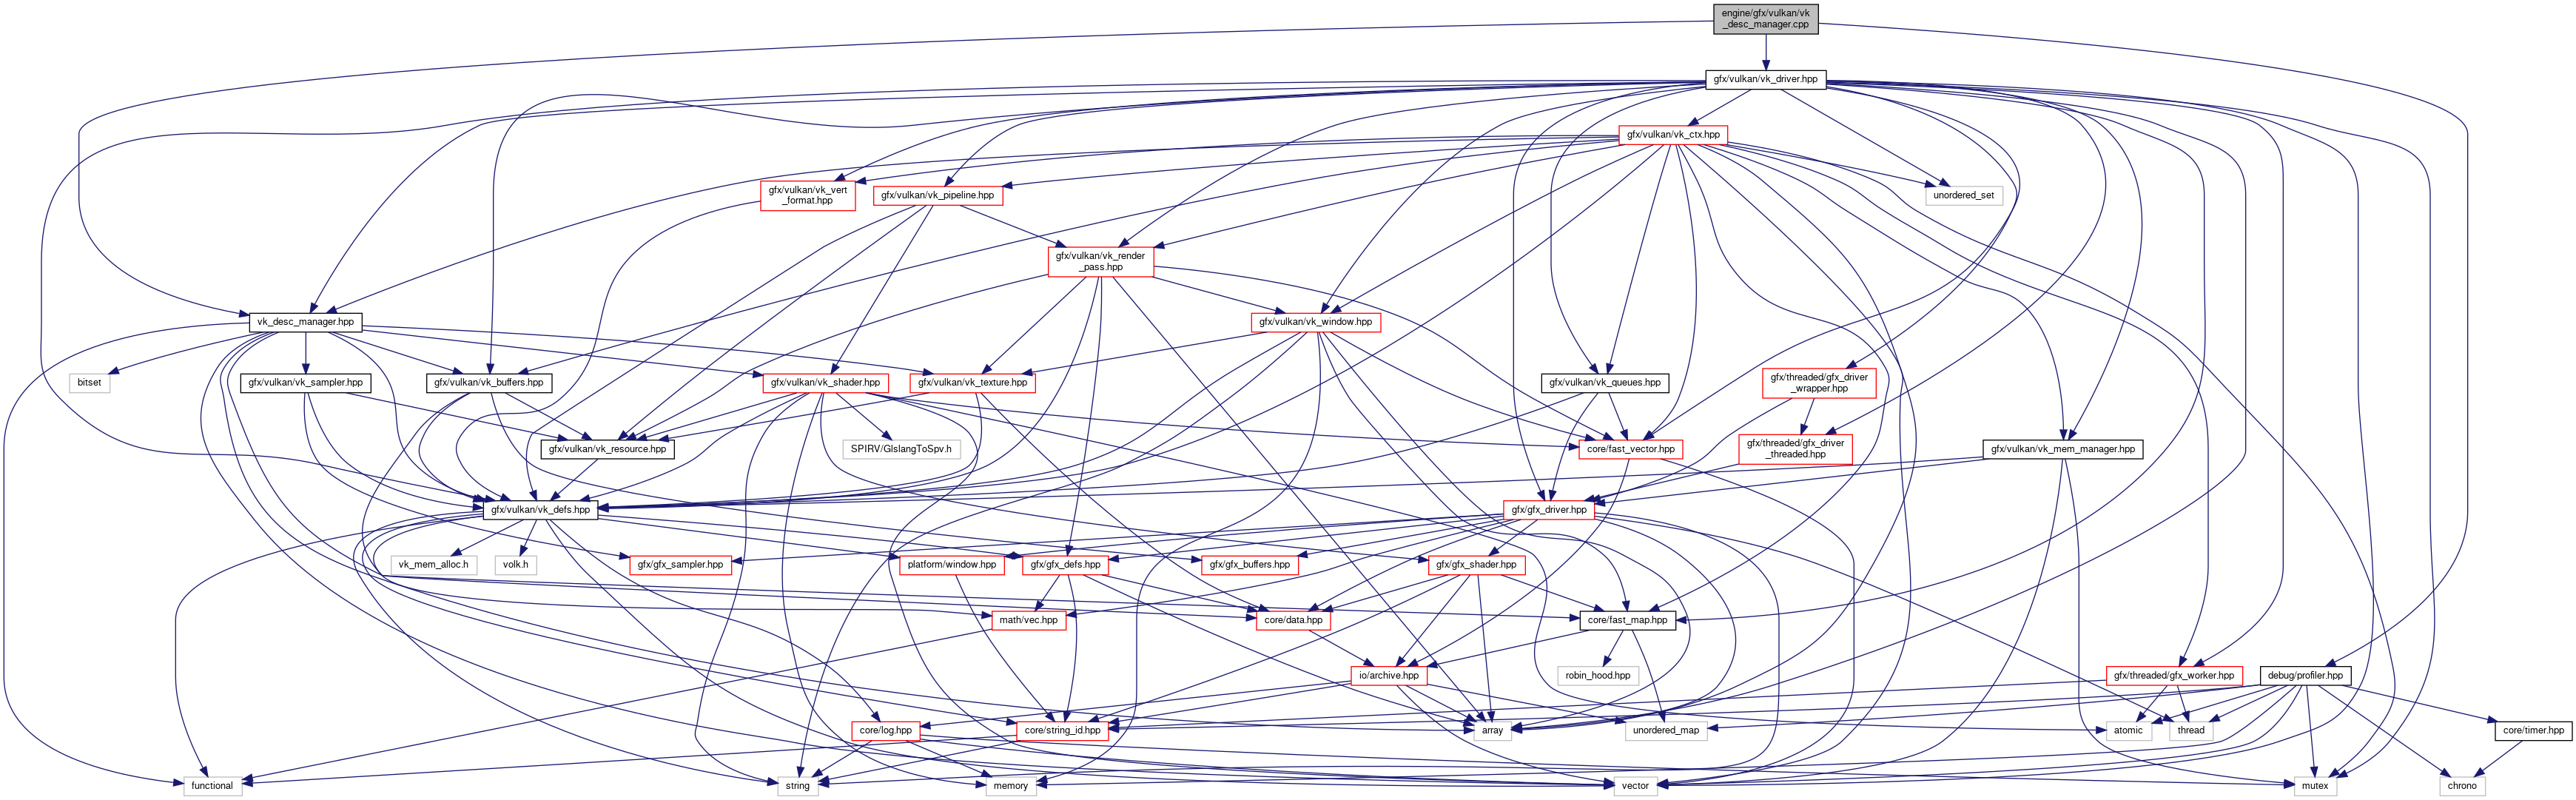 engine/gfx/vulkan/vk
_desc_manager.cpp
gfx/vulkan/vk_driver.hpp
gfx/vulkan/vk_ctx.hpp
gfx/vulkan/vk_vert
_format.hpp
gfx/vulkan/vk_pipeline.hpp
unordered_set
gfx/vulkan/vk_render
_pass.hpp
vk_desc_manager.hpp
gfx/vulkan/vk_window.hpp
bitset
gfx/vulkan/vk_sampler.hpp
gfx/vulkan/vk_buffers.hpp
gfx/vulkan/vk_shader.hpp
gfx/vulkan/vk_texture.hpp
gfx/vulkan/vk_queues.hpp
gfx/threaded/gfx_driver
_wrapper.hpp
gfx/vulkan/vk_resource.hpp
SPIRV/GlslangToSpv.h
core/fast_vector.hpp
gfx/threaded/gfx_driver
_threaded.hpp
gfx/vulkan/vk_mem_manager.hpp
gfx/vulkan/vk_defs.hpp
gfx/gfx_driver.hpp
vk_mem_alloc.h
volk.h
gfx/gfx_sampler.hpp
platform/window.hpp
gfx/gfx_defs.hpp
gfx/gfx_buffers.hpp
gfx/gfx_shader.hpp
math/vec.hpp
core/data.hpp
core/fast_map.hpp
io/archive.hpp
robin_hood.hpp
gfx/threaded/gfx_worker.hpp
debug/profiler.hpp
core/log.hpp
core/string_id.hpp
array
unordered_map
atomic
thread
core/timer.hpp
functional
string
memory
vector
mutex
chrono